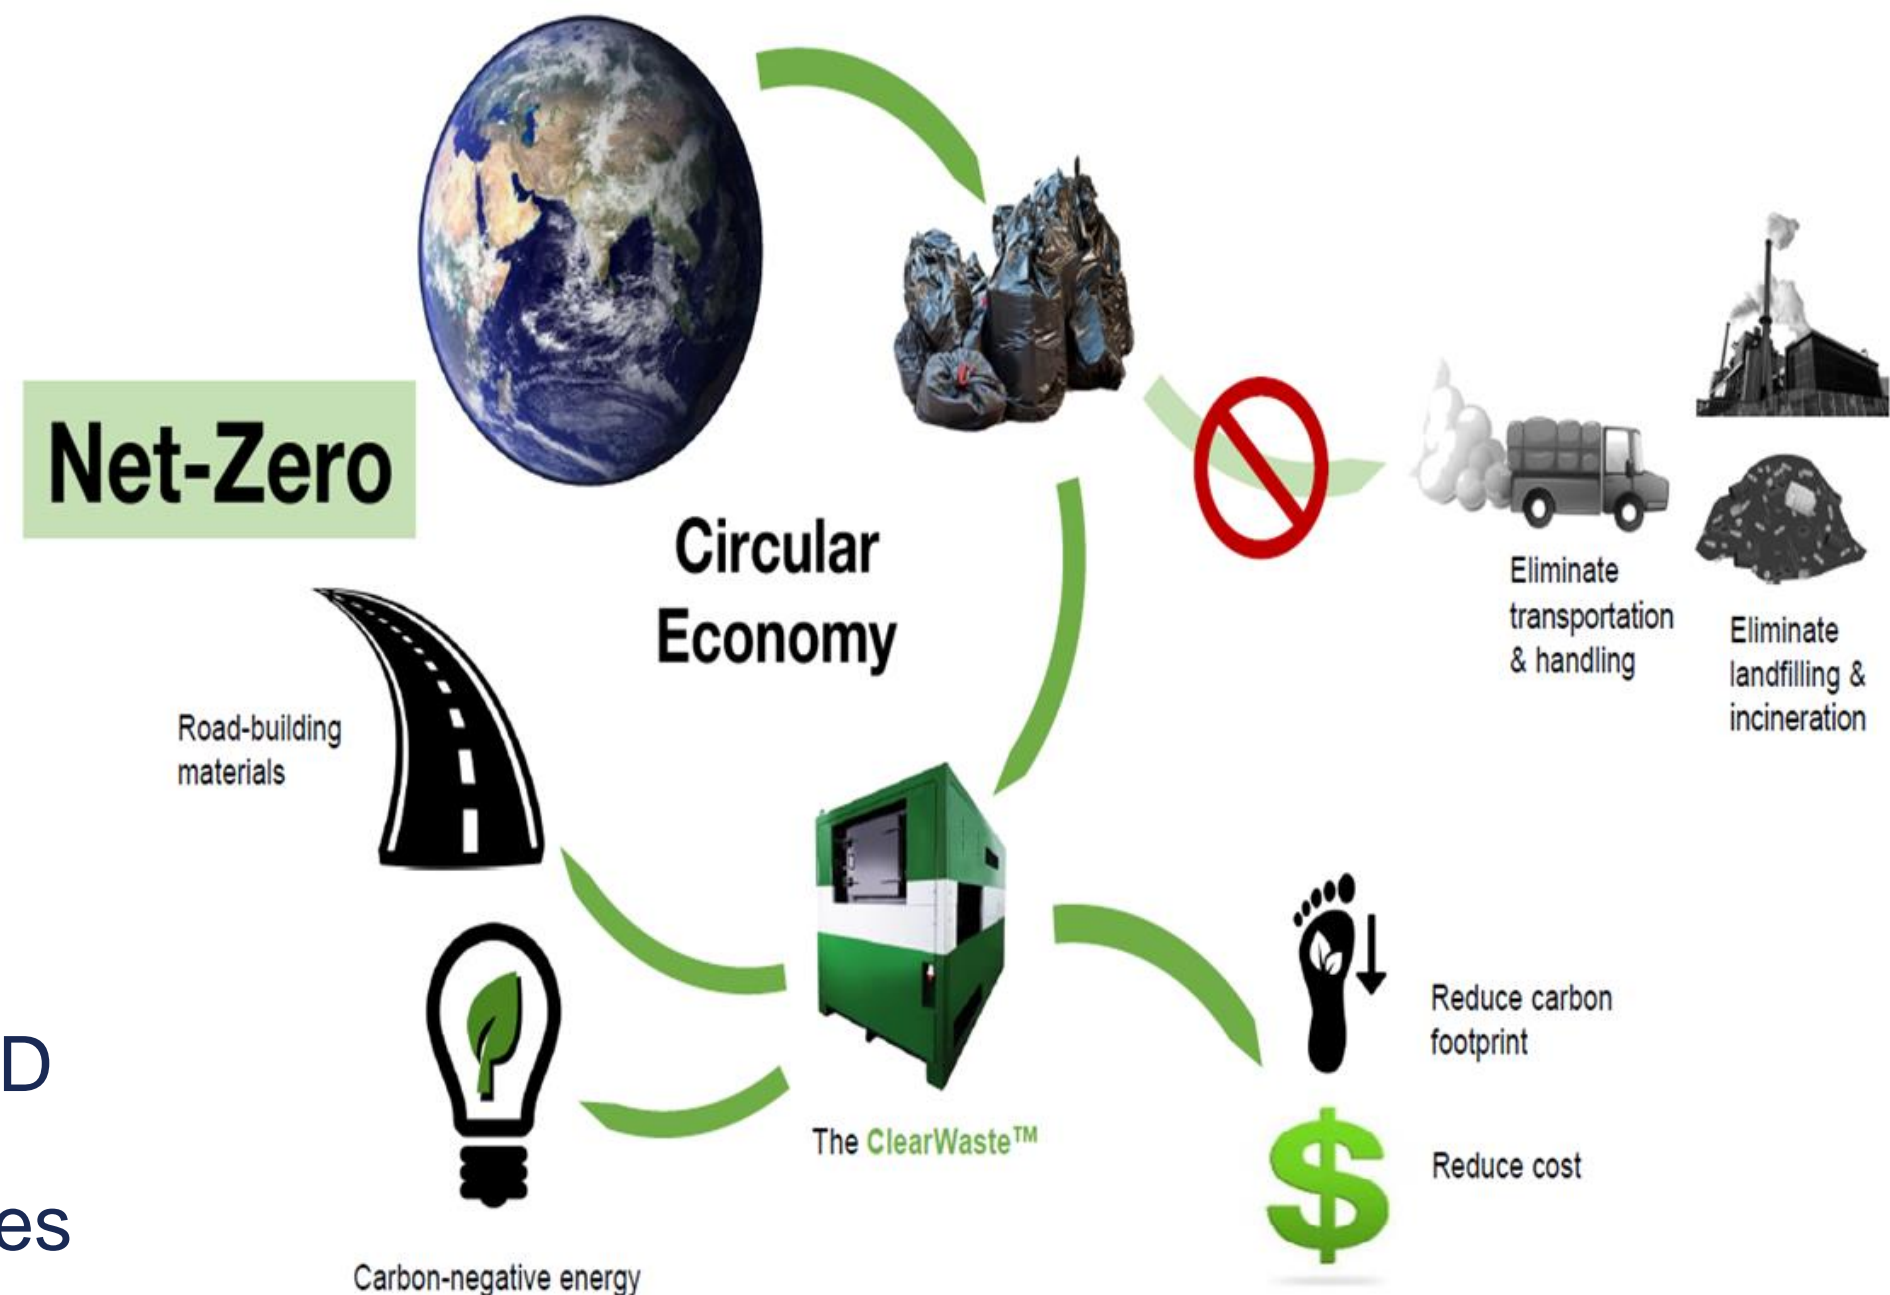 Net-Zero
Circular
Economy
Eliminate
transportation
& handling
Eliminate
landfilling &
incineration
Road-building
materials
D
es
The ClearWaste™
Reduce carbon
footprint
Reduce cost
Carbon-negative energy